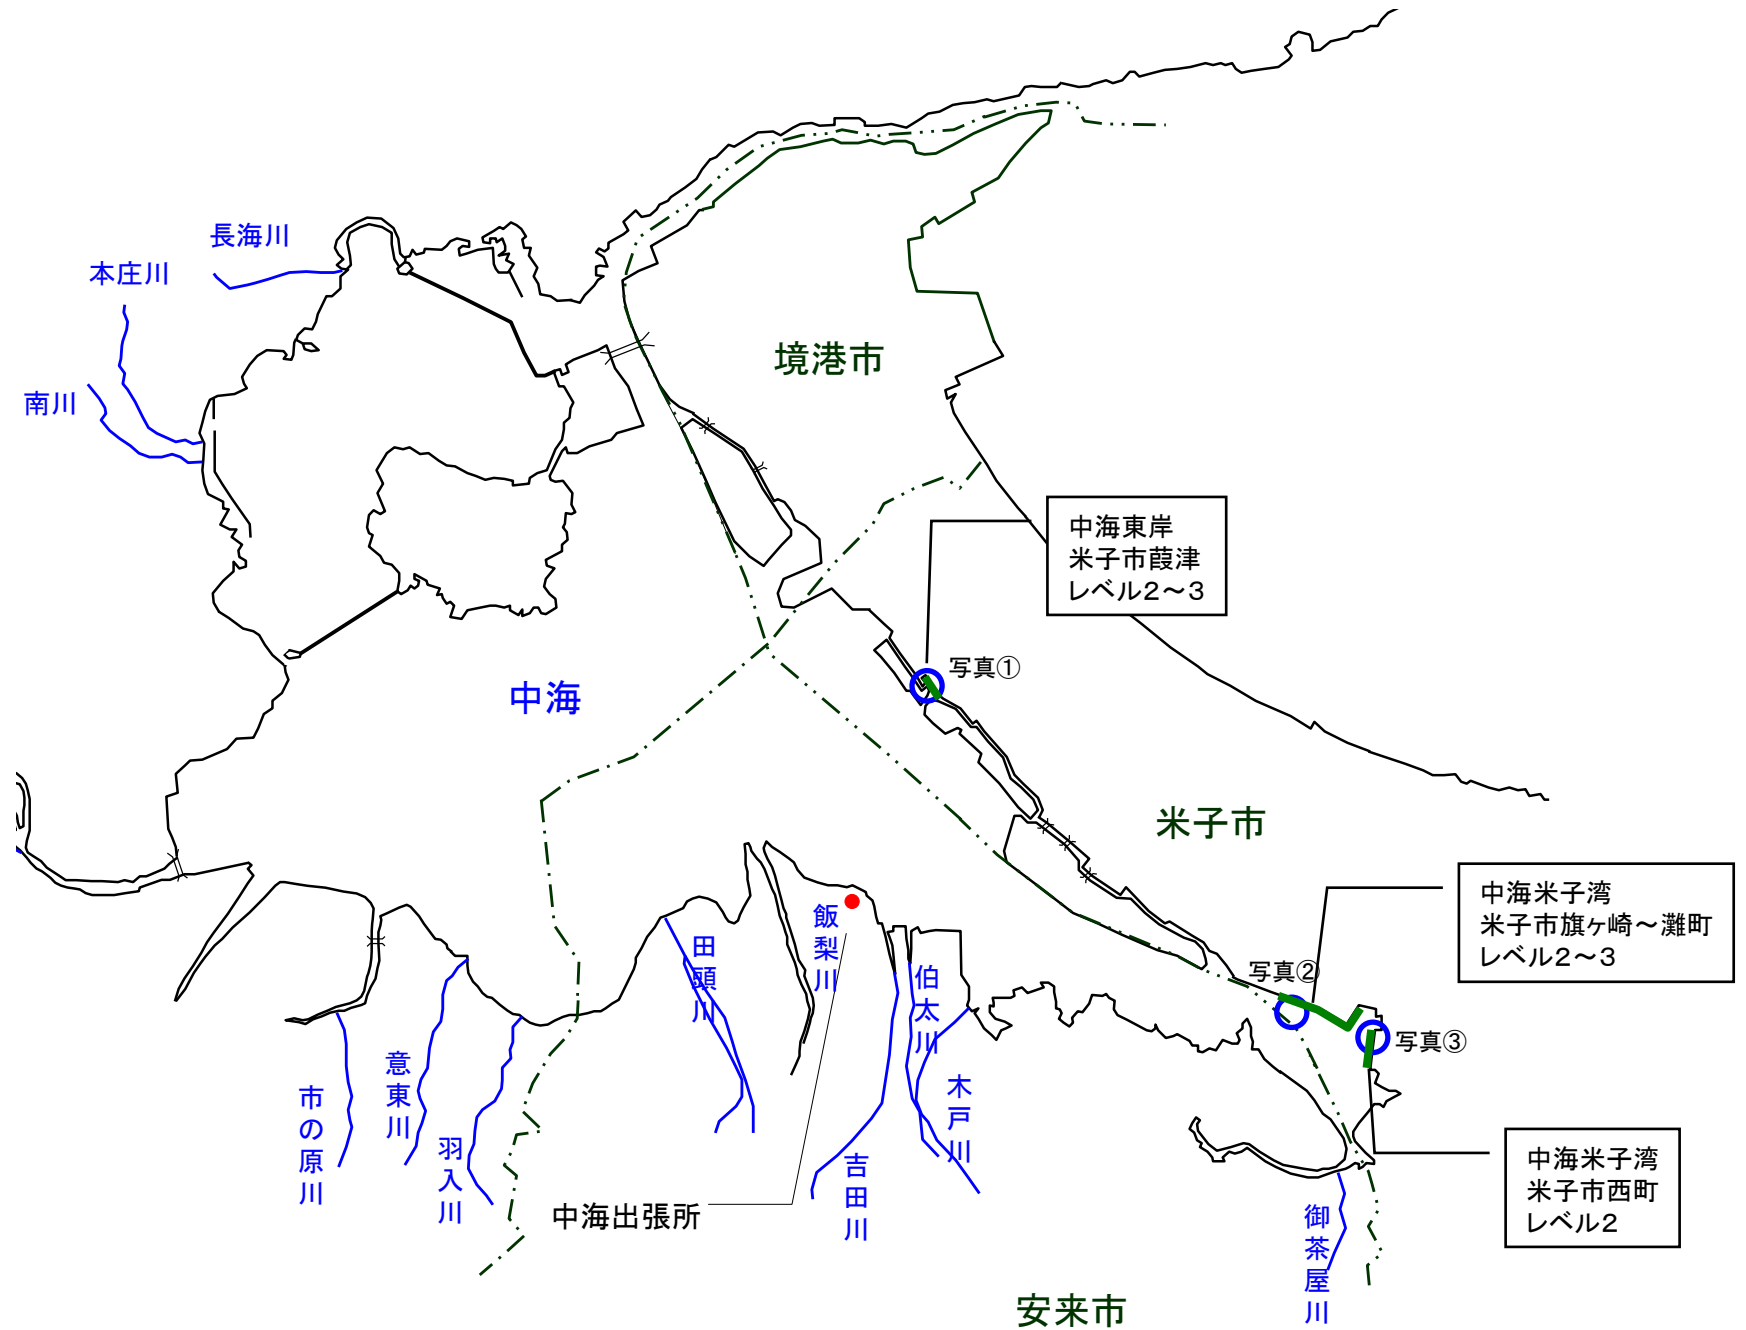 長海川
本庄川
南川
境港市
中海東岸
米子市葭津
レベル2～3
写真①
中海
米子市
中海米子湾
米子市旗ヶ崎～灘町
レベル2～3
写真②
写真③
中海米子湾
米子市西町
レベル2
飯梨川
田頭川
伯太川
木戸川
意東川
市の原川
羽入川
吉田川
中海出張所
御茶屋川
安来市